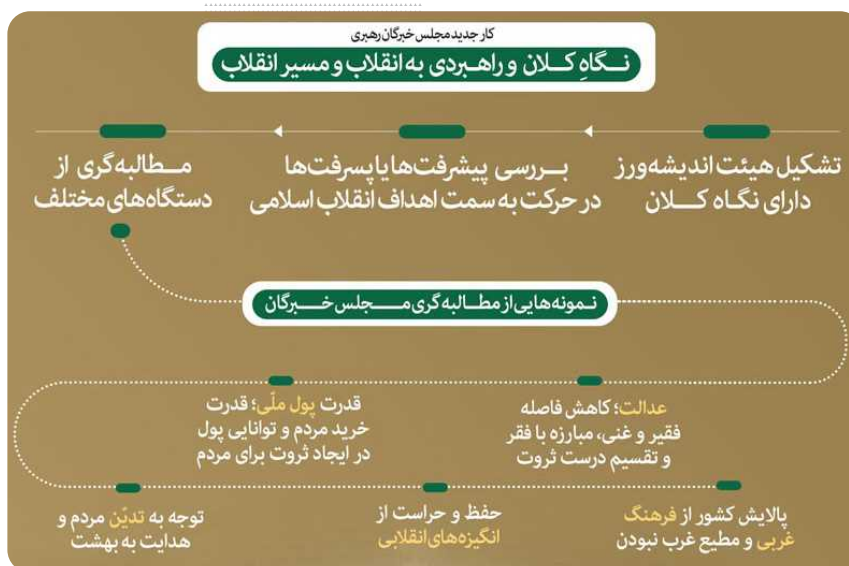 کار جدید مجلس خبرگان رهبری
نگاهِ کلان و راهبردی به انقلاب و مسیر انقلاب
تشکیل هیئت اندیشه‌ورز
دارای نگاه کلان
بررسی پیشرفت‌ها یا پسرفت‌ها
در حرکت به سمت اهداف انقلاب اسلامی
مطالبه‌گری از
دستگاه‌های مختلف
نمونه‌هایی از مطالبه‌گری مجلس خبرگان
عدالت؛ کاهش فاصله
فقیر و غنی، مبارزه با فقر
و تقسیم درست ثروت
قدرت پول ملّی؛ قدرت
خرید مردم و توانایی پول
در ایجاد ثروت برای مردم
پالایش کشور از فرهنگ
غربی و مطیع غرب نبودن
حفظ و حراست از
انگیزه‌های انقلابی
توجه به تدیّن مردم و
هدایت به بهشت